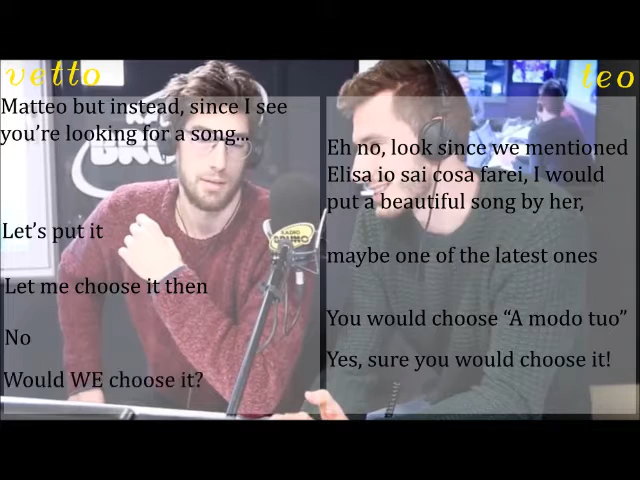 vetto
teo
Matteo but instead, since I see
you're looking for a song...
Eh no, look since we mentioned
Elisa io sai cosa farei, I would
put a beautiful song by her,
Let's put it
maybe one of the latest ones
Let me choose it then
You would choose “A modo tuo”
No
Yes, sure you would choose it!
Would WE choose it?
RADIO
BRUNO